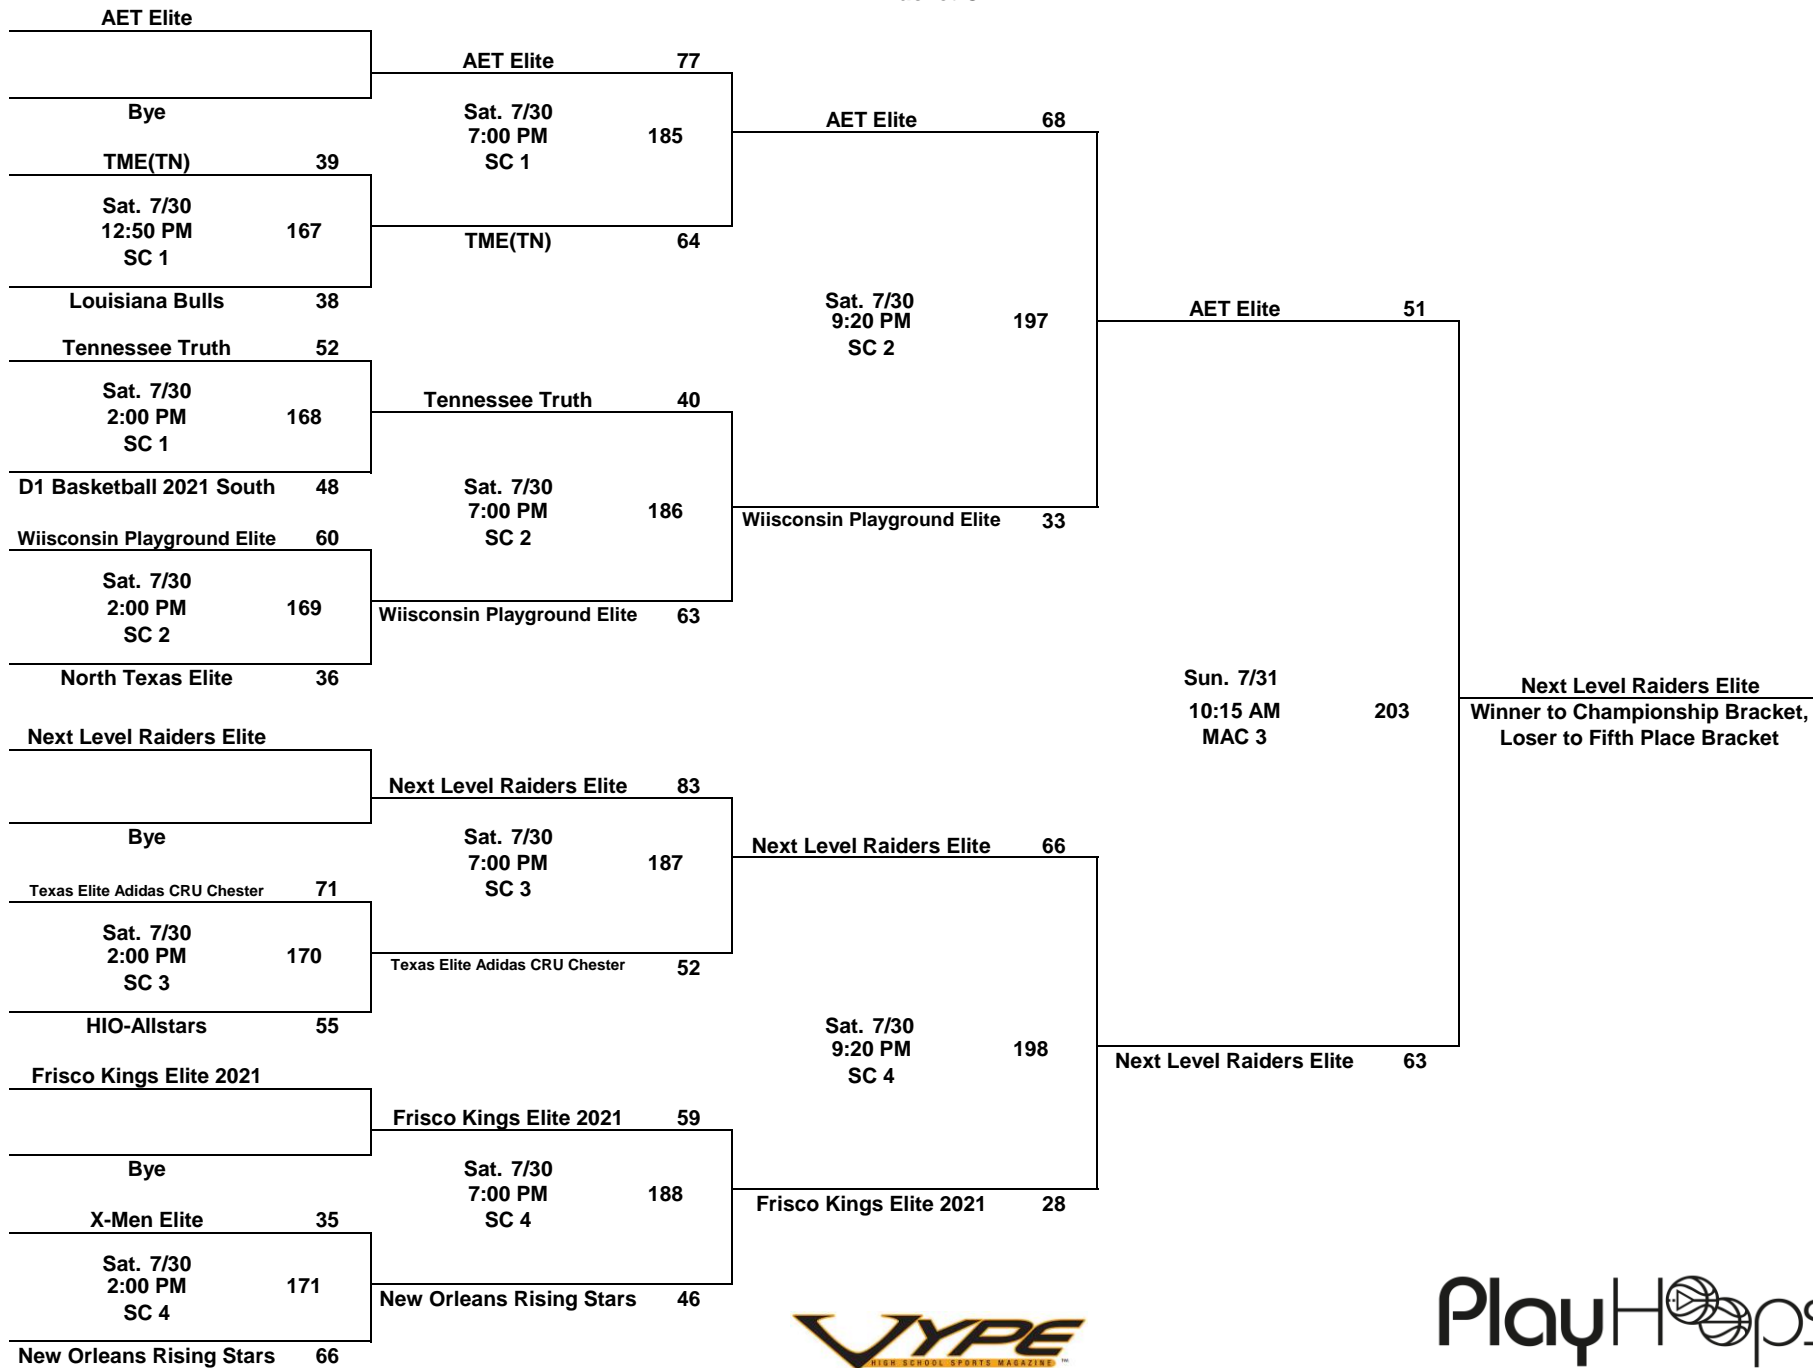 AET Elite
Bye
TME(TN) 39
Sat. 7/30
12:50 PM 167
SC 1
Louisiana Bulls 38
Tennessee Truth 52
Sat. 7/30
2:00 PM 168
SC 1
D1 Basketball 2021 South 48
Wiisconsin Playground Elite 60
Sat. 7/30
2:00 PM 169
SC 2
North Texas Elite 36
Next Level Raiders Elite
Bye
Texas Elite Adidas CRU Chester 71
Sat. 7/30
2:00 PM 170
SC 3
HIO-Allstars 55
Frisco Kings Elite 2021
Bye
X-Men Elite 35
Sat. 7/30
2:00 PM 171
SC 4
New Orleans Rising Stars 66
AET Elite 77
Sat. 7/30
7:00 PM 185
SC 1
TME(TN) 64
Tennessee Truth 40
Sat. 7/30
7:00 PM 186
SC 2
Wiisconsin Playground Elite 63
Next Level Raiders Elite 83
Sat. 7/30
7:00 PM 187
SC 3
Texas Elite Adidas CRU Chester 52
Frisco Kings Elite 2021 59
Sat. 7/30
7:00 PM 188
SC 4
New Orleans Rising Stars 46
AET Elite 68
Sat. 7/30
9:20 PM 197
SC 2
Wiisconsin Playground Elite 33
Next Level Raiders Elite 66
Sat. 7/30
9:20 PM 198
SC 4
Frisco Kings Elite 2021 28
AET Elite 51
Sun. 7/31
10:15 AM 203
MAC 3
Next Level Raiders Elite 63
Next Level Raiders Elite
Winner to Championship Bracket,
Loser to Fifth Place Bracket
VYPE
HIGH SCHOOL SPORTS MAGAZINE ™
PlayHoops